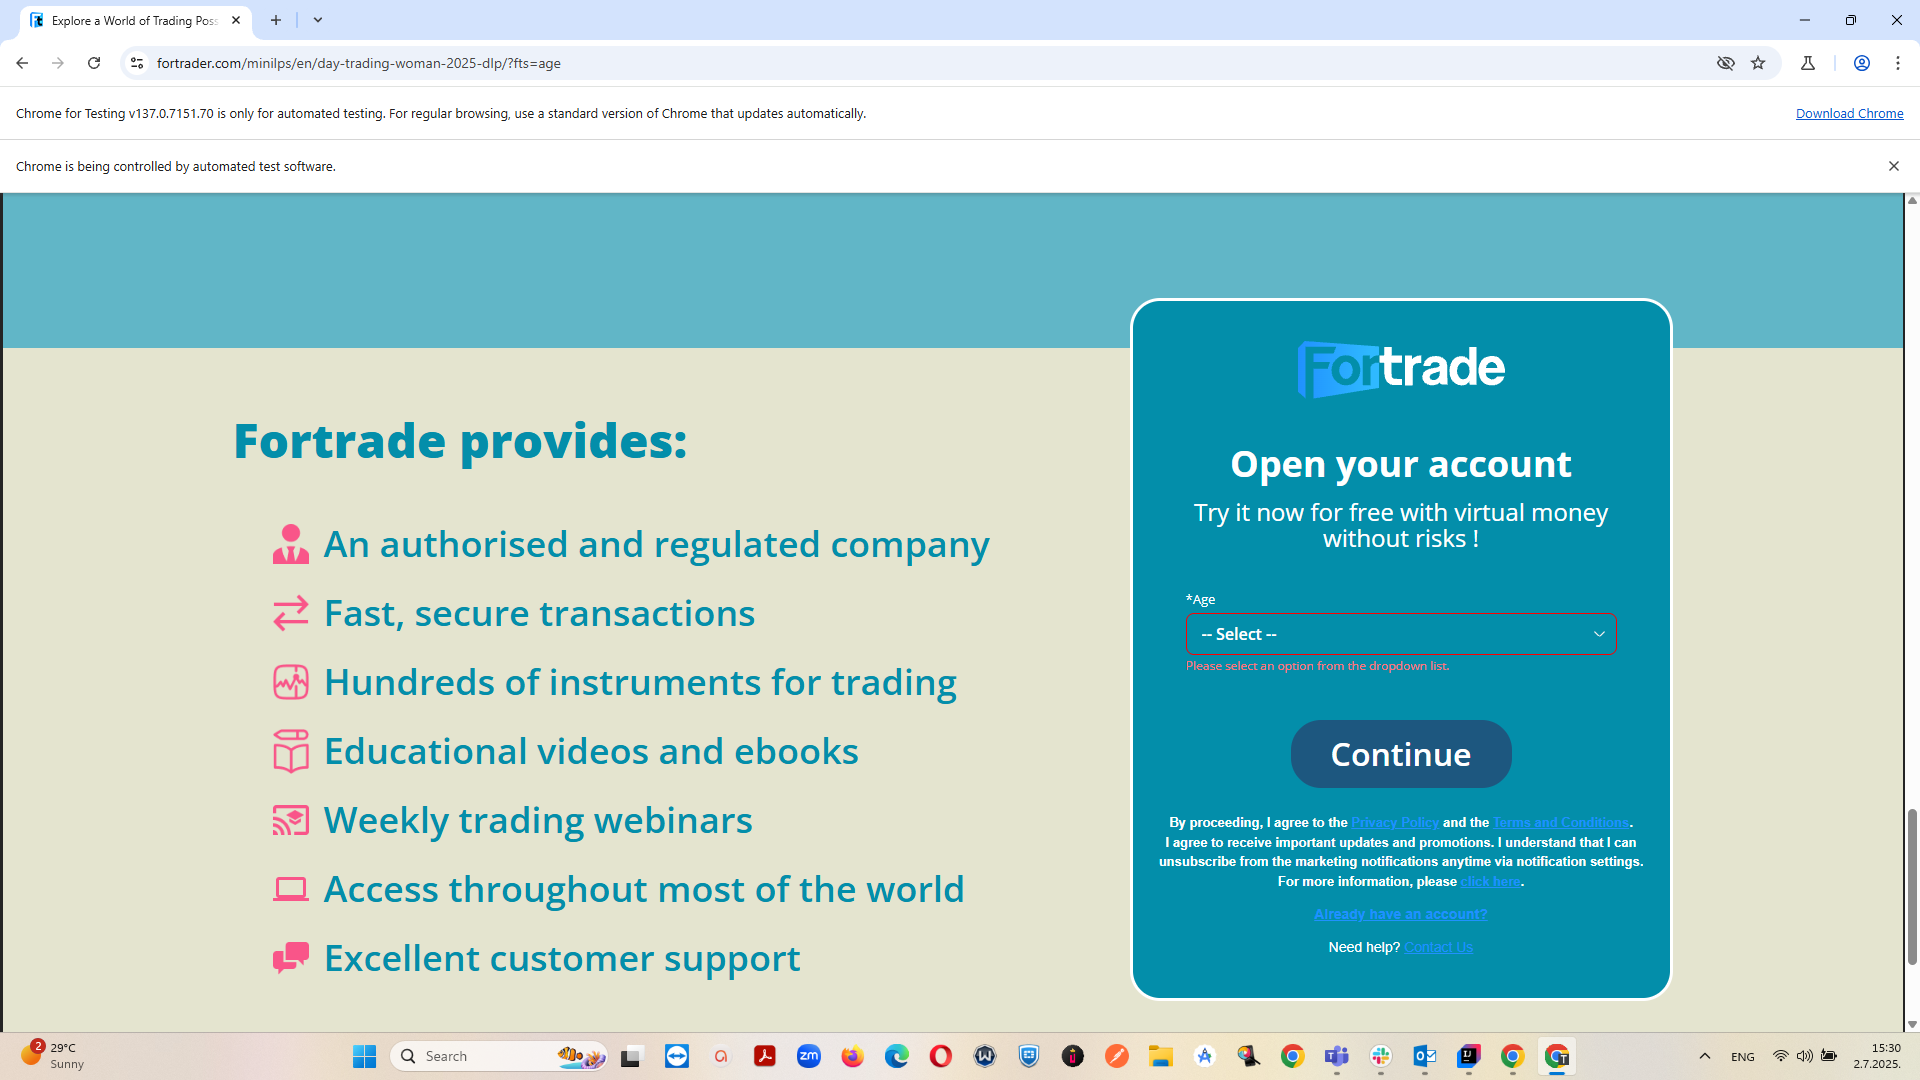 Explore a World of Trading Poss
fortrader.com/minilps/en/day-trading-woman-2025-dlp/?fts=age
Chrome for Testing v137.0.7151.70 is only for automated testing. For regular browsing, use a standard version of Chrome that updates automatically.
Download Chrome
Chrome is being controlled by automated test software.
Fortrade provides:
An authorised and regulated company
Fast, secure transactions
Hundreds of instruments for trading
Educational videos and ebooks
Weekly trading webinars
Access throughout most of the world
Excellent customer support
Fortrade
Open your account
Try it now for free with virtual money
without risks !
*Age
-- Select --
Please select an option from the dropdown list.
Continue
By proceeding, I agree to the Privacy Policy and the Terms and Conditions.
I agree to receive important updates and promotions. I understand that I can
unsubscribe from the marketing notifications anytime via notification settings.
For more information, please click here.
Already have an account?
Need help? Contact Us
2
29°C
Sunny
Search
zm
ENG
15:30
2.7.2025.